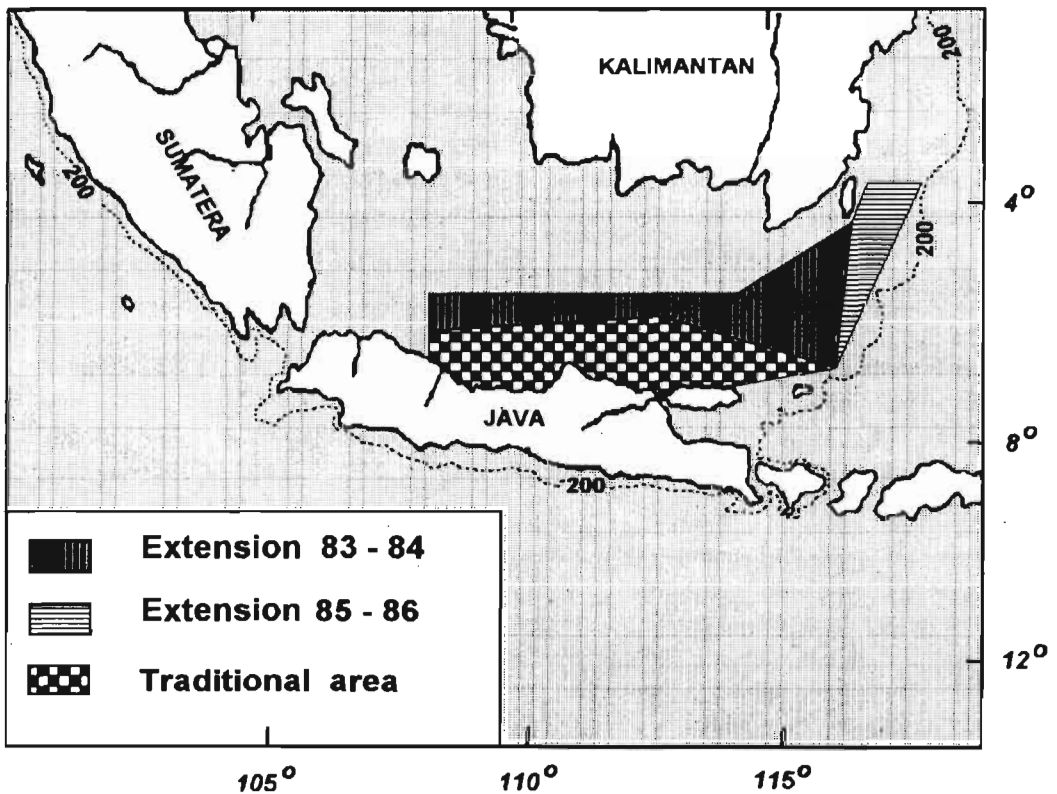 200
KALIMANTAN
SUMATERA
200
4°
200
JAVA
8°
200
Extension 83 - 84
Extension 85 - 86
Traditional area
12°
105°
110°
115°